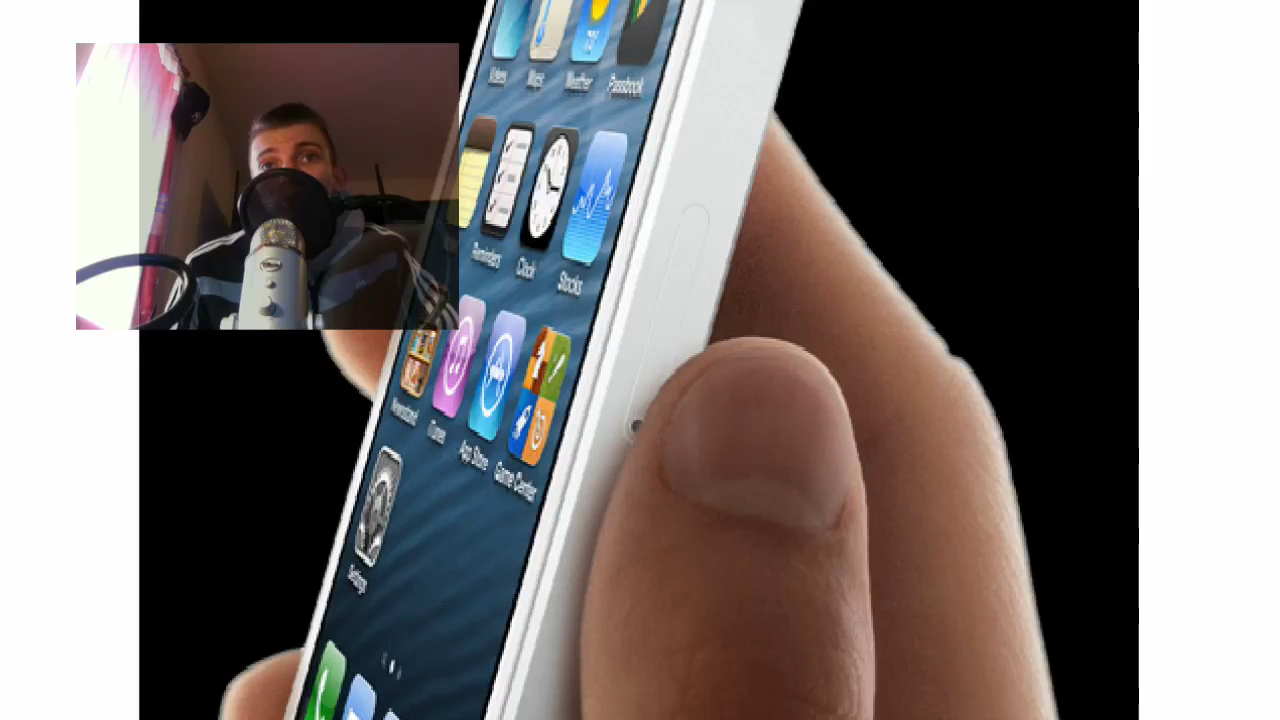 Videos Maps Weather Passbook
Reminders Clock Stocks
Newsstand iTunes App Store Game Center
Settings